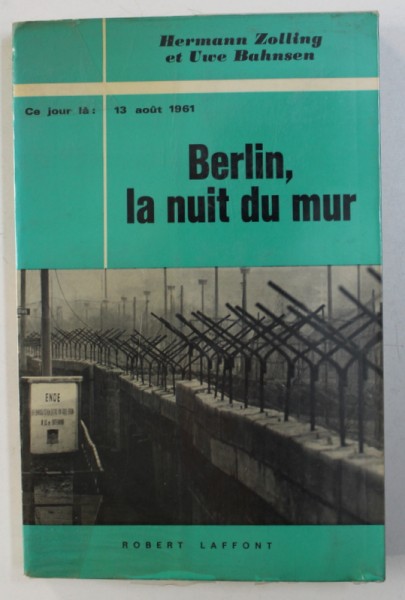 Hermann Zolling
et Uwe Bahnsen
Ce jour là : 13 août 1961
Berlin,
la nuit du mur
ENDE
ROBERT LAFFONT